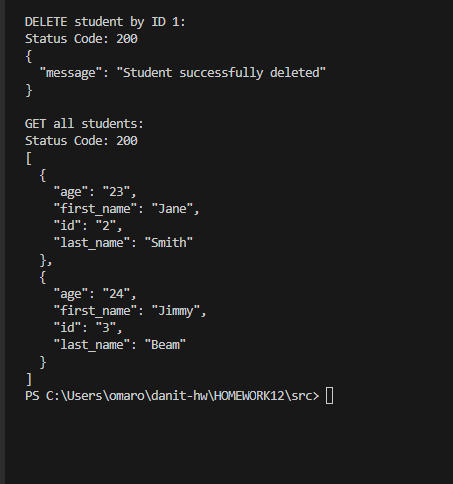 DELETE student by ID 1:
Status Code: 200
{
  "message": "Student successfully deleted"
}

GET all students:
Status Code: 200
[
  {
    "age": "23",
    "first_name": "Jane",
    "id": "2",
    "last_name": "Smith"
  },
  {
    "age": "24",
    "first_name": "Jimmy",
    "id": "3",
    "last_name": "Beam"
  }
]
PS C:\Users\omaro\danit-hw\HOMEWORK12\src>